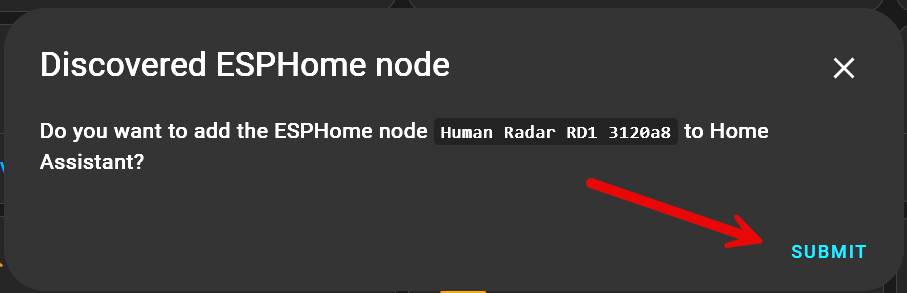 Discovered ESPHome node
Do you want to add the ESPHome node Human Radar RD1 3120a8 to Home
Assistant?
SUBMIT